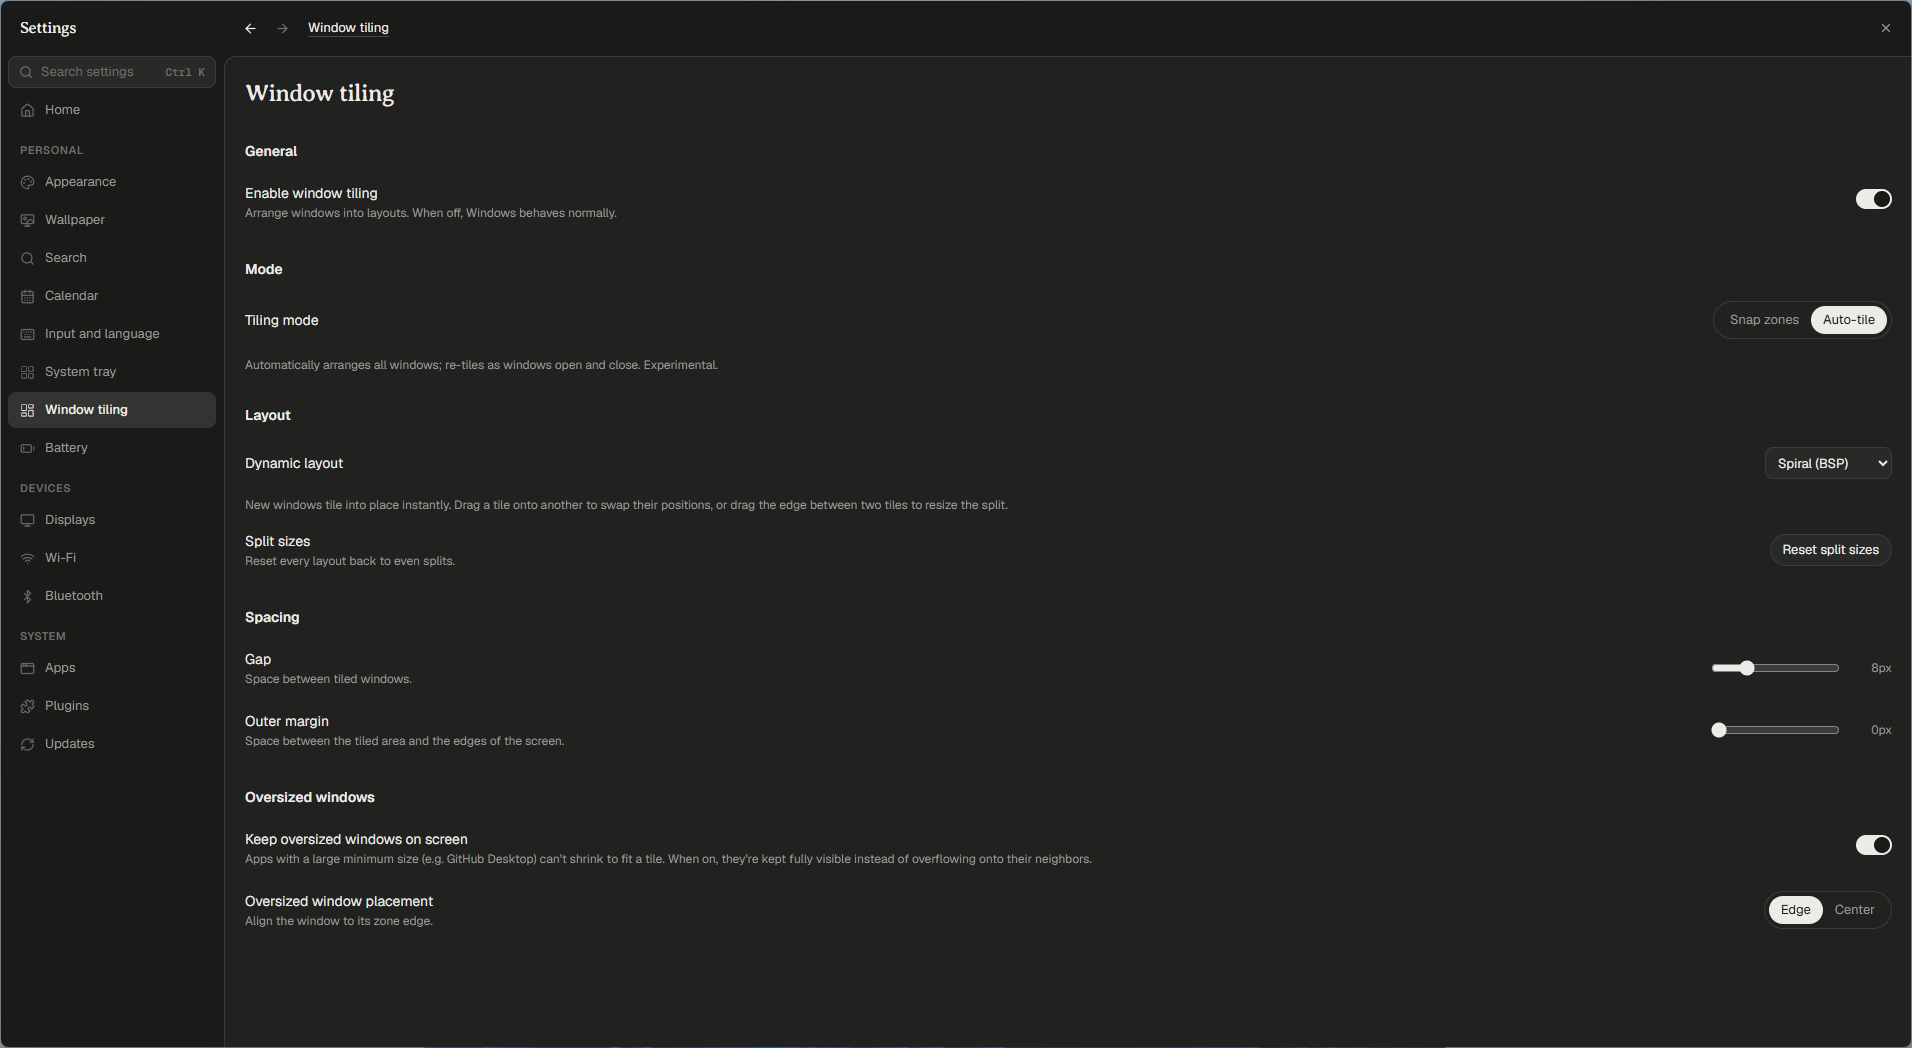 Settings
Window tiling
Search settings Ctrl K
Home
PERSONAL
Appearance
Wallpaper
Search
Calendar
Input and language
System tray
Window tiling
Battery
DEVICES
Displays
Wi-Fi
Bluetooth
SYSTEM
Apps
Plugins
Updates
Window tiling
General
Enable window tiling
Arrange windows into layouts. When off, Windows behaves normally.
Mode
Tiling mode
Snap zones Auto-tile
Automatically arranges all windows; re-tiles as windows open and close. Experimental.
Layout
Dynamic layout
Spiral (BSP)
New windows tile into place instantly. Drag a tile onto another to swap their positions, or drag the edge between two tiles to resize the split.
Split sizes
Reset every layout back to even splits.
Reset split sizes
Spacing
Gap
Space between tiled windows.
8px
Outer margin
Space between the tiled area and the edges of the screen.
0px
Oversized windows
Keep oversized windows on screen
Apps with a large minimum size (e.g. GitHub Desktop) can't shrink to fit a tile. When on, they're kept fully visible instead of overflowing onto their neighbors.
Oversized window placement
Align the window to its zone edge.
Edge Center